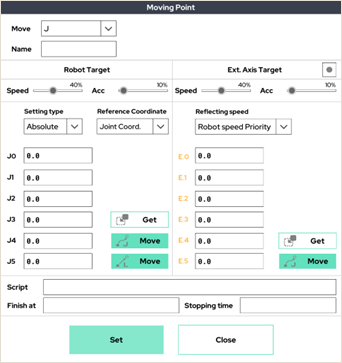 Moving Point
Move J
Name
Robot Target Ext. Axis Target
Speed 40% Acc 10% Speed 40% Acc 10%
Setting type Reference Coordinate Reflecting speed
Absolute Joint Coord. Robot speed Priority
J0 0.0 E.0 0.0
J1 0.0 E.1 0.0
J2 0.0 E.2 0.0
J3 0.0 Get E.3 0.0
J4 0.0 Move E.4 0.0 Get
J5 0.0 Move E.5 0.0 Move
Script
Finish at Stopping time
Set Close